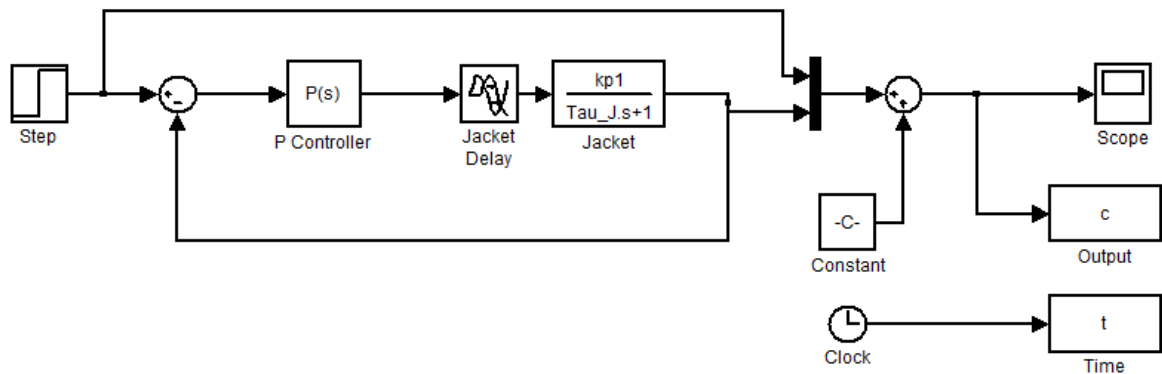 Step
P(s)
P Controller
Jacket
Delay
kp1
Tau_J.s+1
Jacket
Scope
-C-
Constant
c
Output
Clock
t
Time